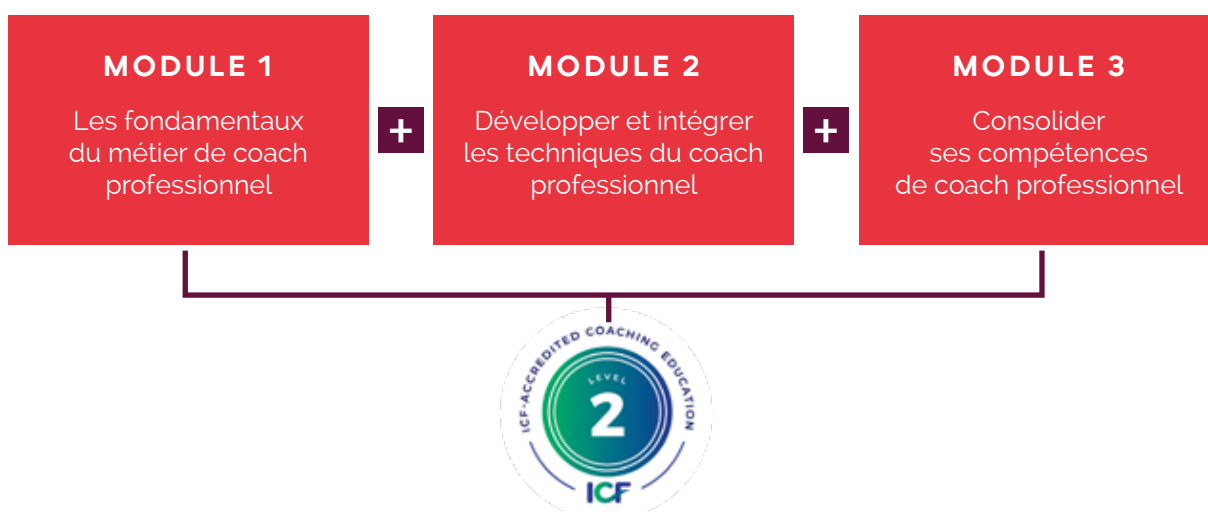 MODULE 1
Les fondamentaux
du métier de coach
professionnel
+
MODULE 2
Développer et intégrer
les techniques du coach
professionnel
+
MODULE 3
Consolider
ses compétences
de coach professionnel
ICF-ACCREDITED COACHING EDUCATION
LEVEL
2
ICF